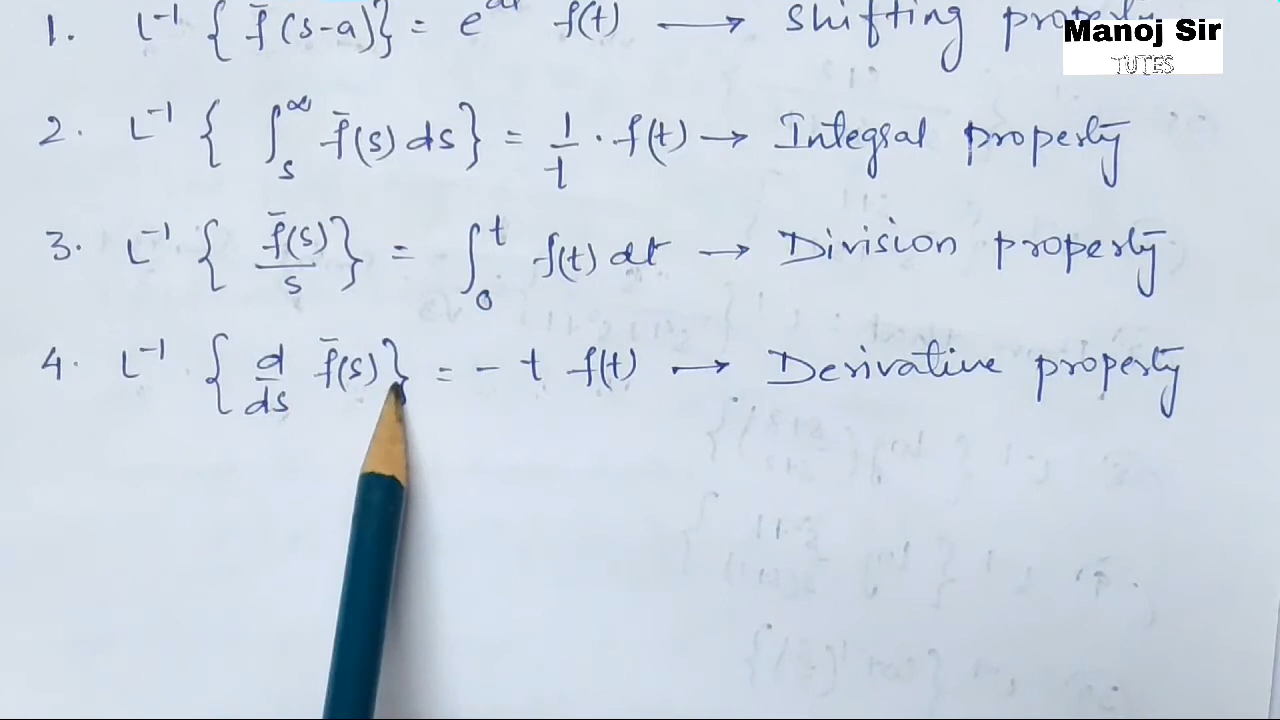 1. L⁻¹ { f̄(s-a)} = e^at f(t) → Shifting property
Manoj Sir
TUTES
2. L⁻¹ { ∫_s^∞ f̄(s) ds } = 1/t · f(t) → Integral property
3. L⁻¹ { f̄(s)/s } = ∫_0^t f(t) dt → Division property
4. L⁻¹ { d/ds f̄(s)} = - t f(t) → Derivative property